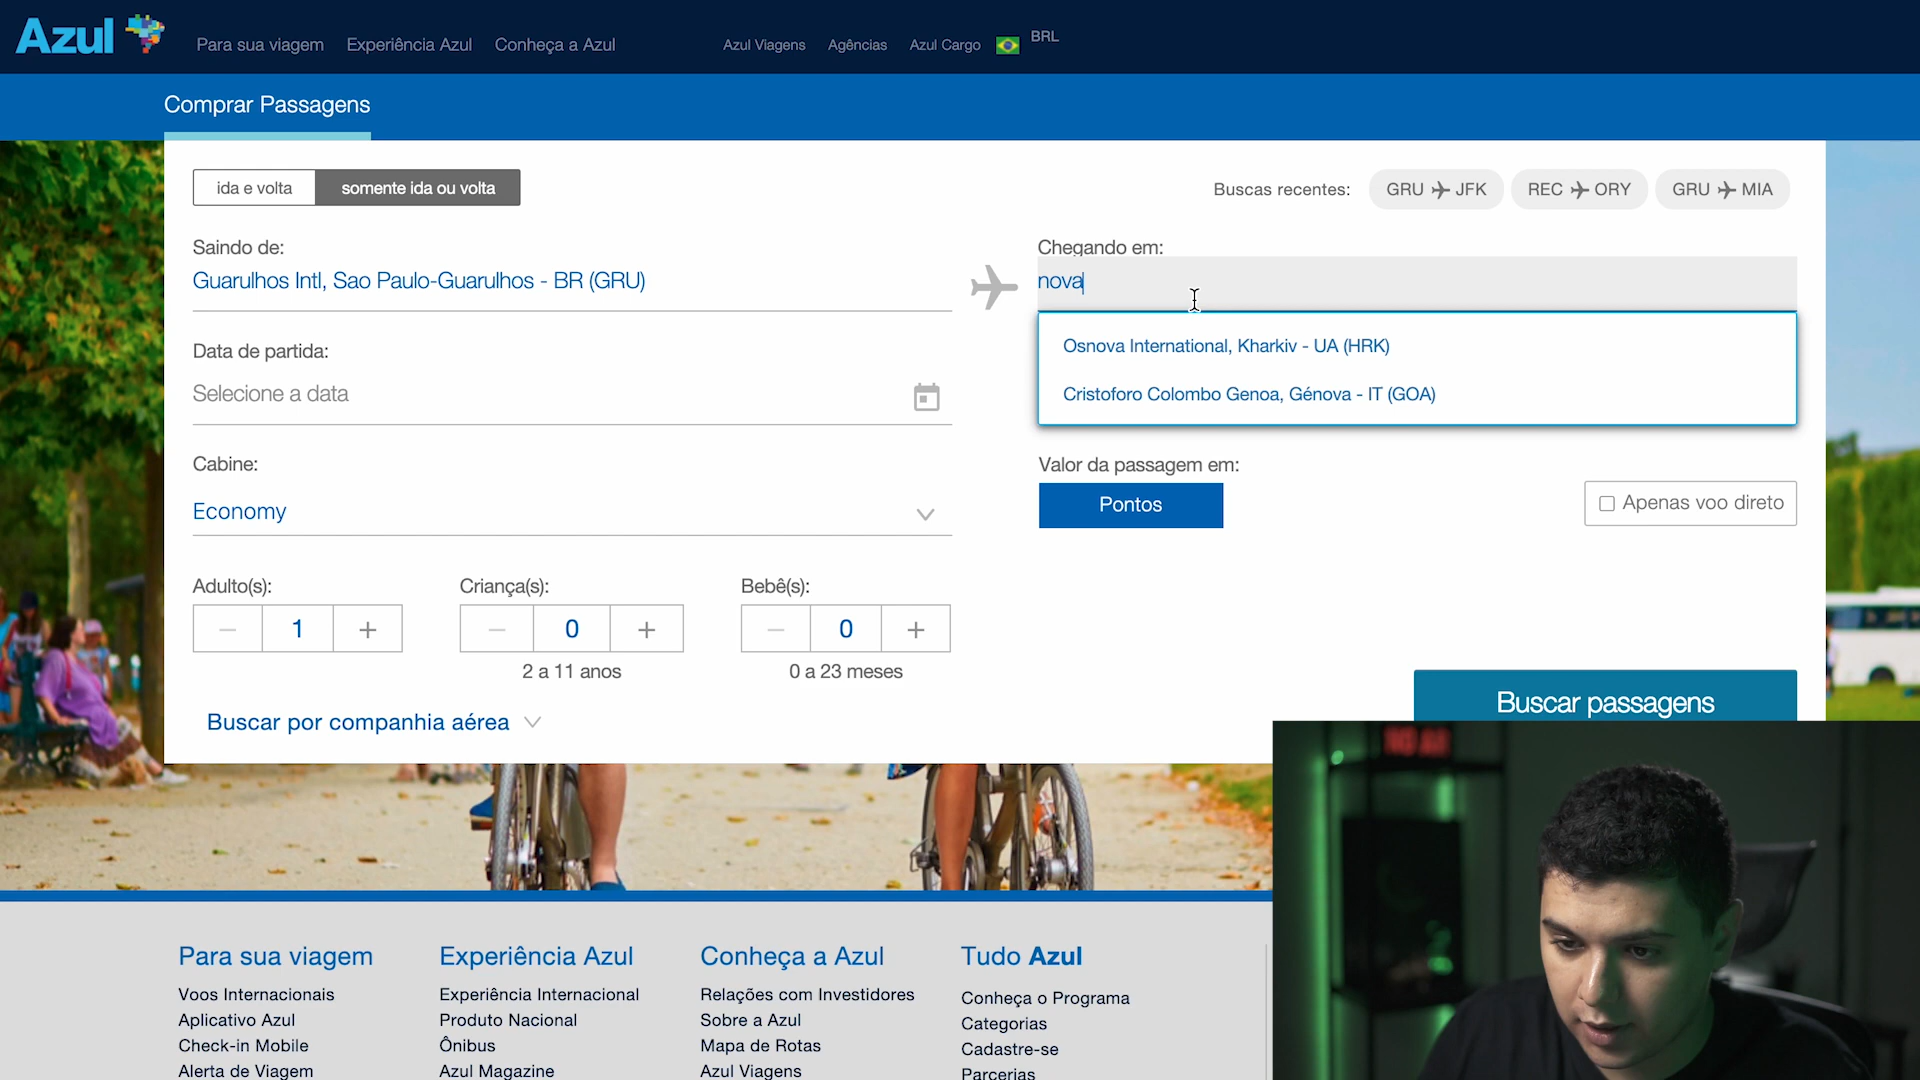 Azul
Para sua viagem
Experiência Azul
Conheça a Azul
Azul Viagens
Agências
Azul Cargo
BRL
Comprar Passagens
ida e volta
somente ida ou volta
Buscas recentes:
GRU JFK
REC ORY
GRU MIA
Saindo de:
Guarulhos Intl, Sao Paulo-Guarulhos - BR (GRU)
Chegando em:
nova
Osnova International, Kharkiv - UA (HRK)
Cristoforo Colombo Genoa, Génova - IT (GOA)
Data de partida:
Selecione a data
Cabine:
Economy
Valor da passagem em:
Pontos
Apenas voo direto
Adulto(s):
1
Criança(s):
0
2 a 11 anos
Bebê(s):
0
0 a 23 meses
Buscar por companhia aérea
Buscar passagens
Para sua viagem
Voos Internacionais
Aplicativo Azul
Check-in Mobile
Alerta de Viagem
Experiência Azul
Experiência Internacional
Produto Nacional
Ônibus
Azul Magazine
Conheça a Azul
Relações com Investidores
Sobre a Azul
Mapa de Rotas
Azul Viagens
Tudo Azul
Conheça o Programa
Categorias
Cadastre-se
Parcerias